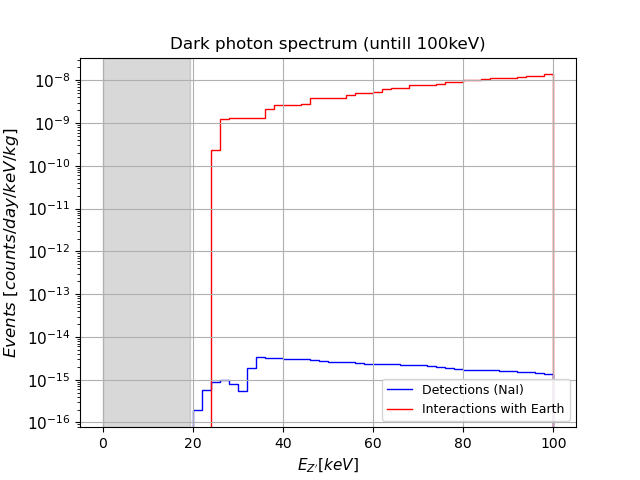 Dark photon spectrum (untill 100keV)
Events [counts/day/keV/kg]
10⁻⁸
10⁻⁹
10⁻¹⁰
10⁻¹¹
10⁻¹²
10⁻¹³
10⁻¹⁴
10⁻¹⁵
10⁻¹⁶
Detections (NaI)
Interactions with Earth
0 20 40 60 80 100
E_{Z'}[keV]